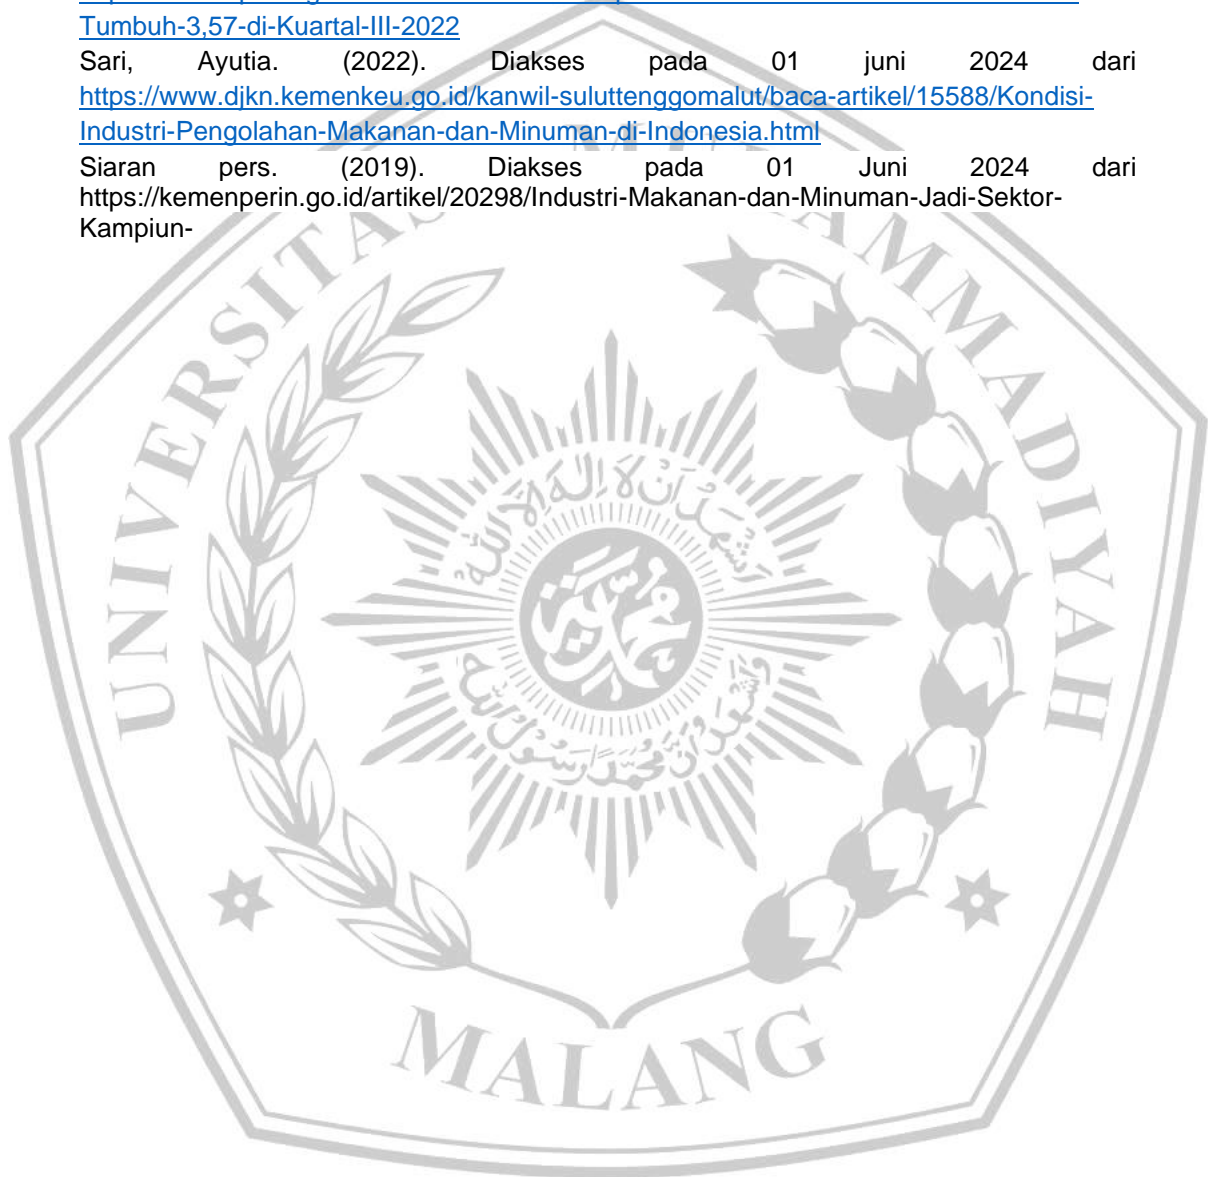 Tumbuh-3,57-di-Kuartal-III-2022
Sari, Ayutia. (2022). Diakses pada 01 juni 2024 dari
https://www.djkn.kemenkeu.go.id/kanwil-suluttenggomalut/baca-artikel/15588/Kondisi-
Industri-Pengolahan-Makanan-dan-Minuman-di-Indonesia.html
Siaran pers. (2019). Diakses pada 01 Juni 2024 dari
https://kemenperin.go.id/artikel/20298/Industri-Makanan-dan-Minuman-Jadi-Sektor-
Kampiun-
UNIVERSITAS MUHAMMADIYAH
MALANG